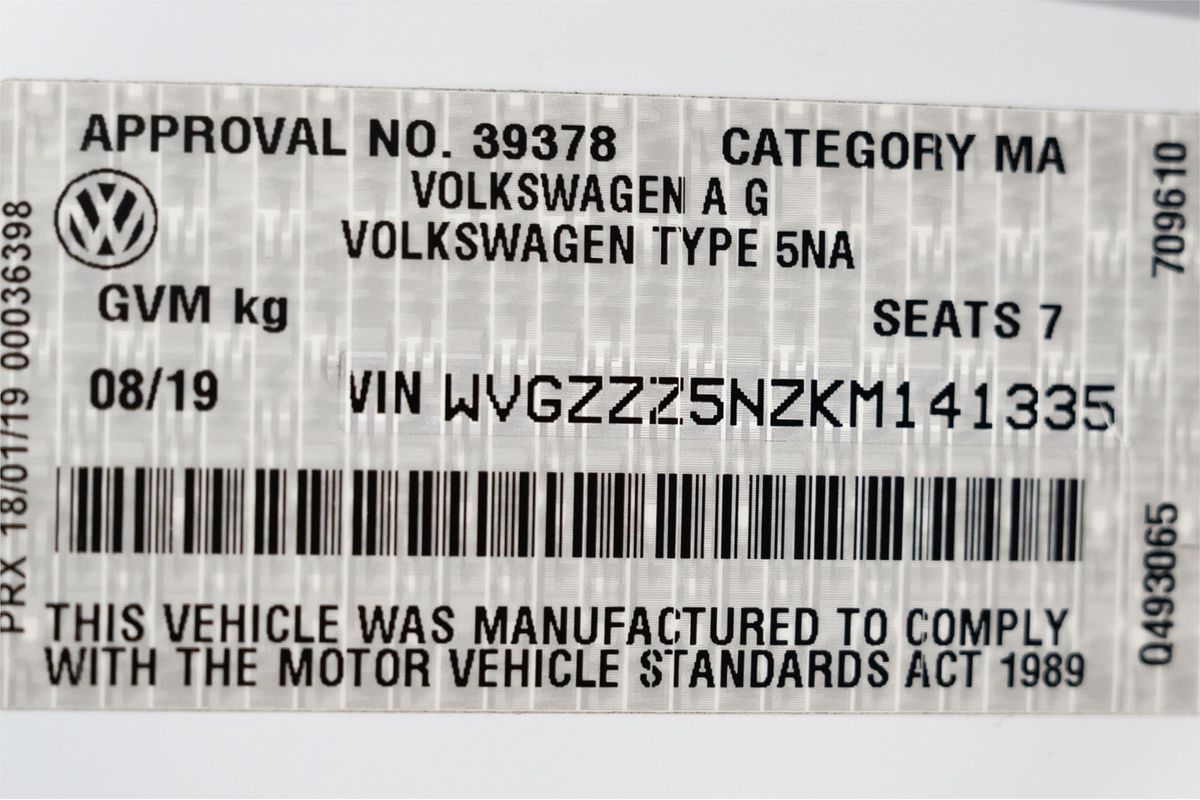 APPROVAL NO. 39378 CATEGORY MA
VOLKSWAGEN A G
VOLKSWAGEN TYPE 5NA
GVM kg SEATS 7
08/19 VIN WVGZZZ5NZKM141335
THIS VEHICLE WAS MANUFACTURED TO COMPLY
WITH THE MOTOR VEHICLE STANDARDS ACT 1989
PRX 18/01/19 00036398
709610
Q493065